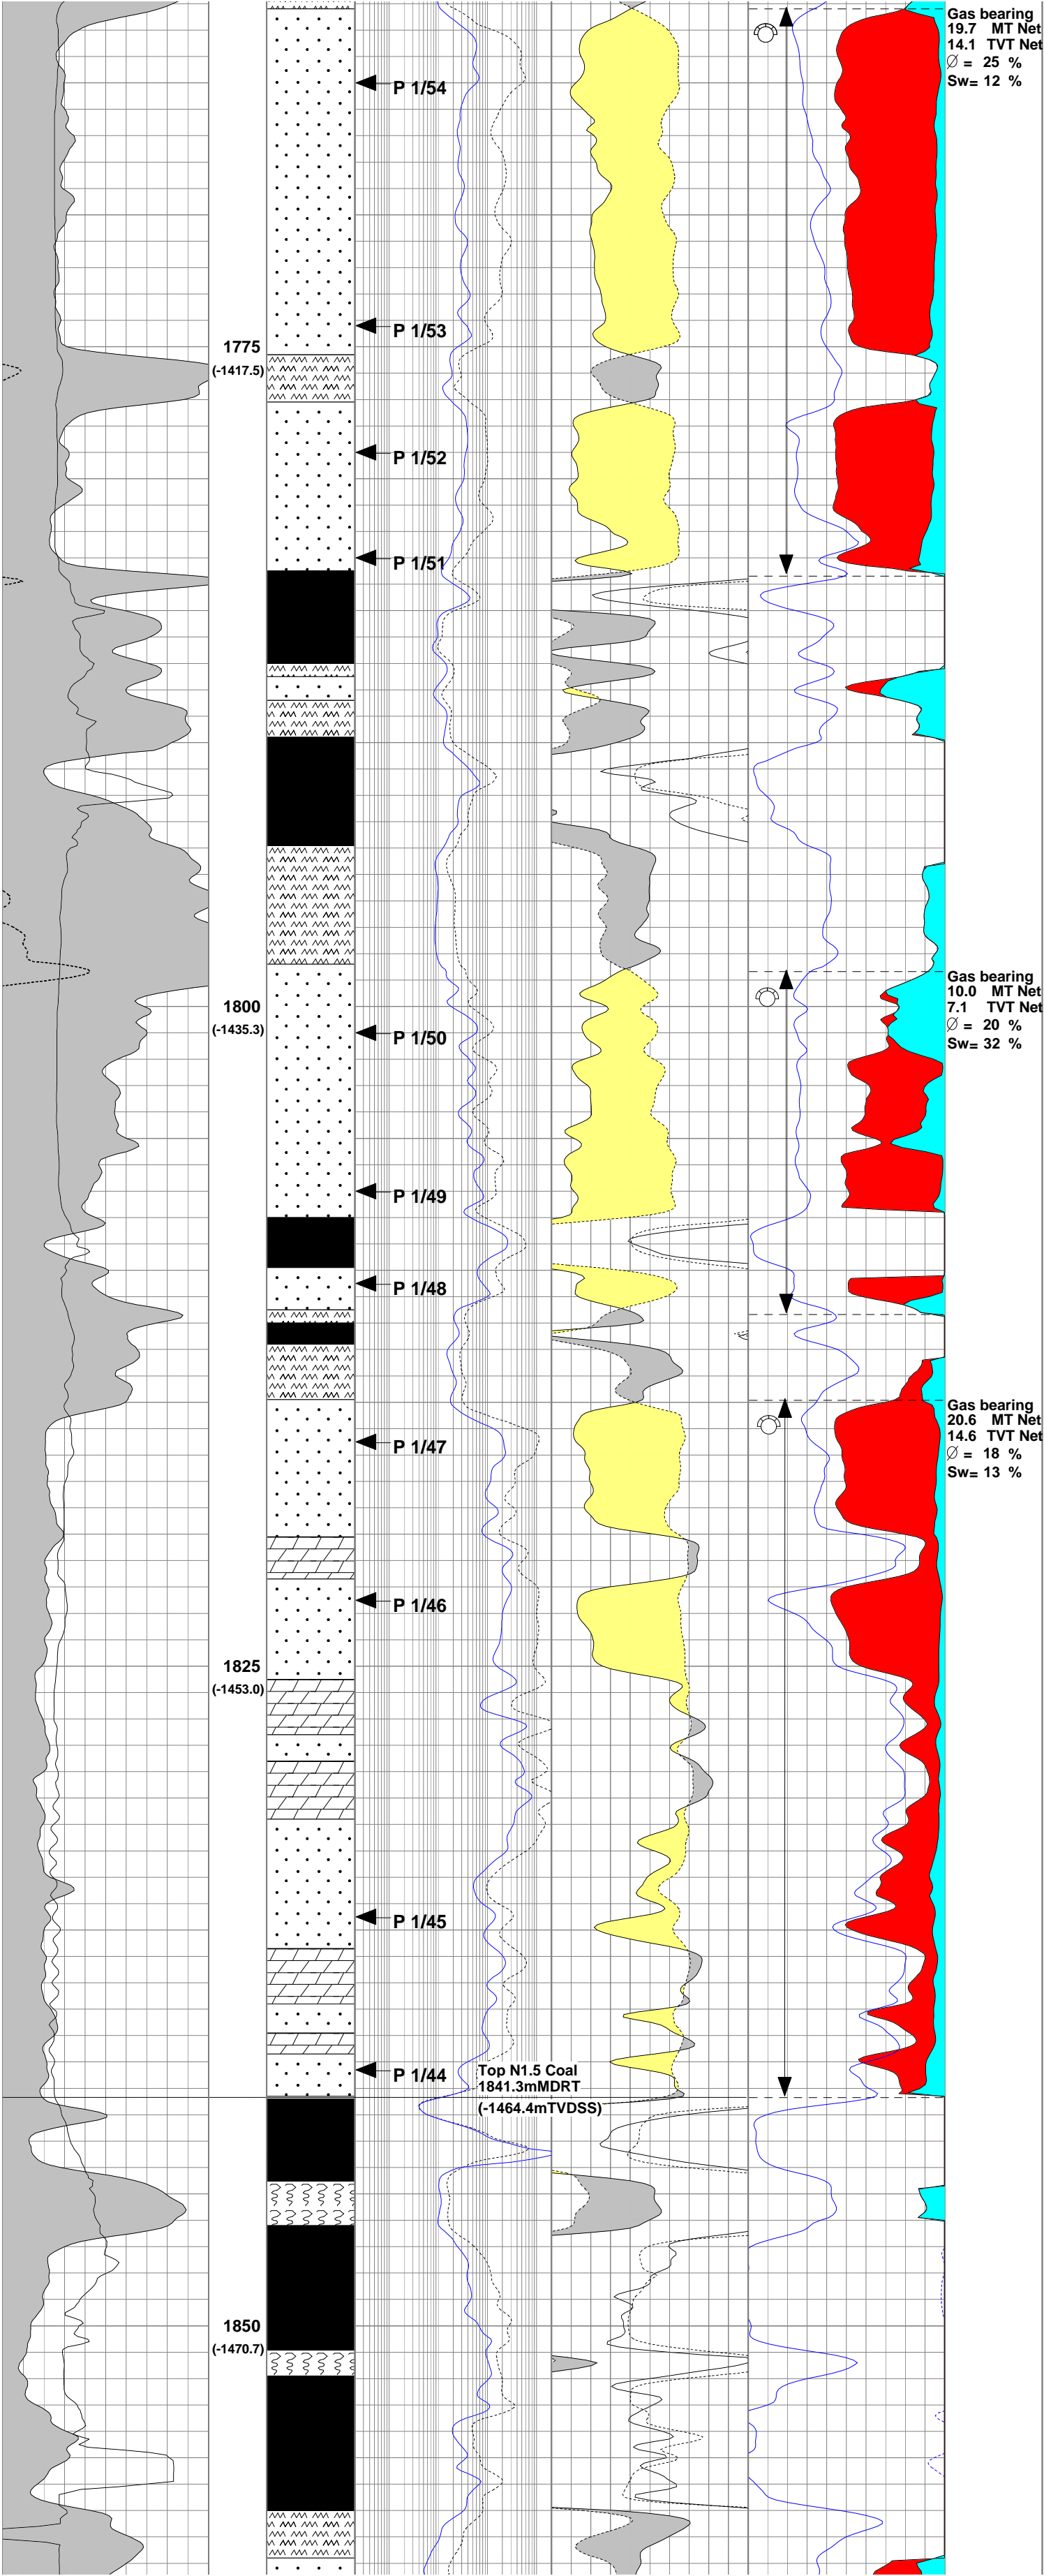 Gas bearing
19.7 MT Net
14.1 TVT Net
∅ = 25 %
Sw= 12 %
P 1/54
P 1/53
1775
(-1417.5)
P 1/52
P 1/51
Gas bearing
10.0 MT Net
7.1 TVT Net
∅ = 20 %
Sw= 32 %
1800
(-1435.3)
P 1/50
P 1/49
P 1/48
Gas bearing
20.6 MT Net
14.6 TVT Net
∅ = 18 %
Sw= 13 %
P 1/47
P 1/46
1825
(-1453.0)
P 1/45
P 1/44
Top N1.5 Coal
1841.3mMDRT
(-1464.4mTVDSS)
1850
(-1470.7)